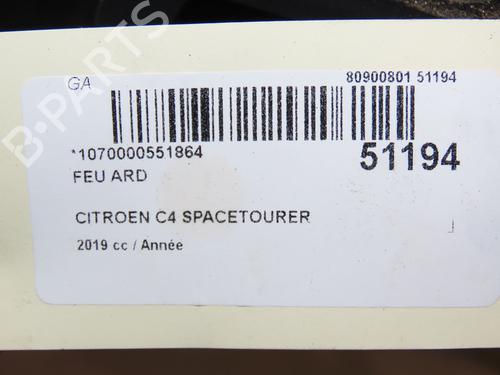 GA
80900801 51194
*1070000551864
51194
FEU ARD
CITROEN C4 SPACETOURER
2019 cc / Année
B-PARTS